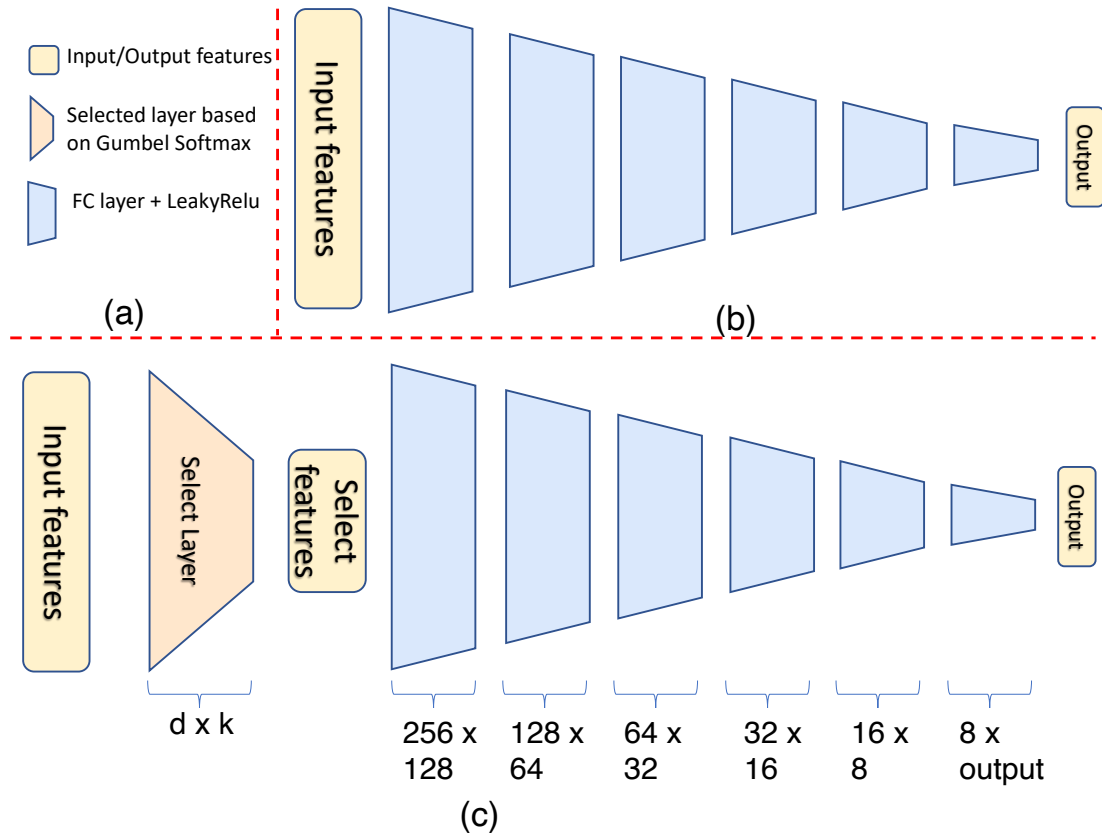 Input/Output features
Selected layer based
on Gumbel Softmax
FC layer + LeakyRelu
(a)
Input features
Output
(b)
Input features
Select Layer
Select
features
Output
d x k
256 x
128
128 x
64
64 x
32
32 x
16
16 x
8
8 x
output
(c)